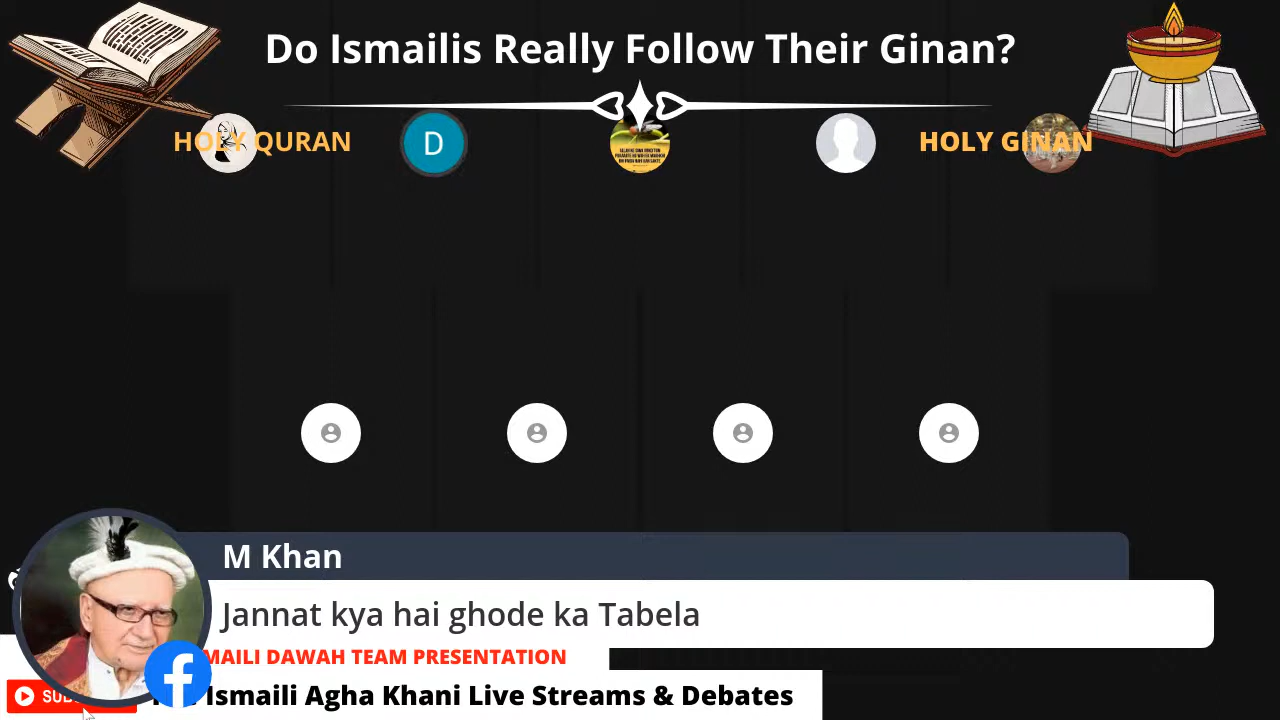 Do Ismailis Really Follow Their Ginan?
HOLY QURAN
D
HOLY GINAN
M Khan
Jannat kya hai ghode ka Tabela
MAILI DAWAH TEAM PRESENTATION
SUB
Ismaili Agha Khani Live Streams & Debates